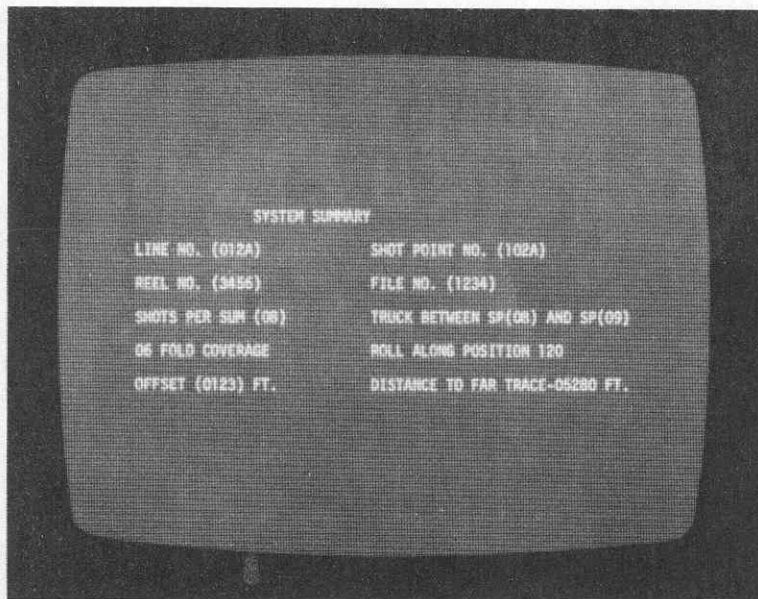 SYSTEM SUMMARY
LINE NO. (012A) SHOT POINT NO. (102A)
REEL NO. (3456) FILE NO. (1234)
SHOTS PER SUM (08) TRUCK BETWEEN SP(08) AND SP(09)
06 FOLD COVERAGE ROLL ALONG POSITION 120
OFFSET (0123) FT. DISTANCE TO FAR TRACE-05280 FT.